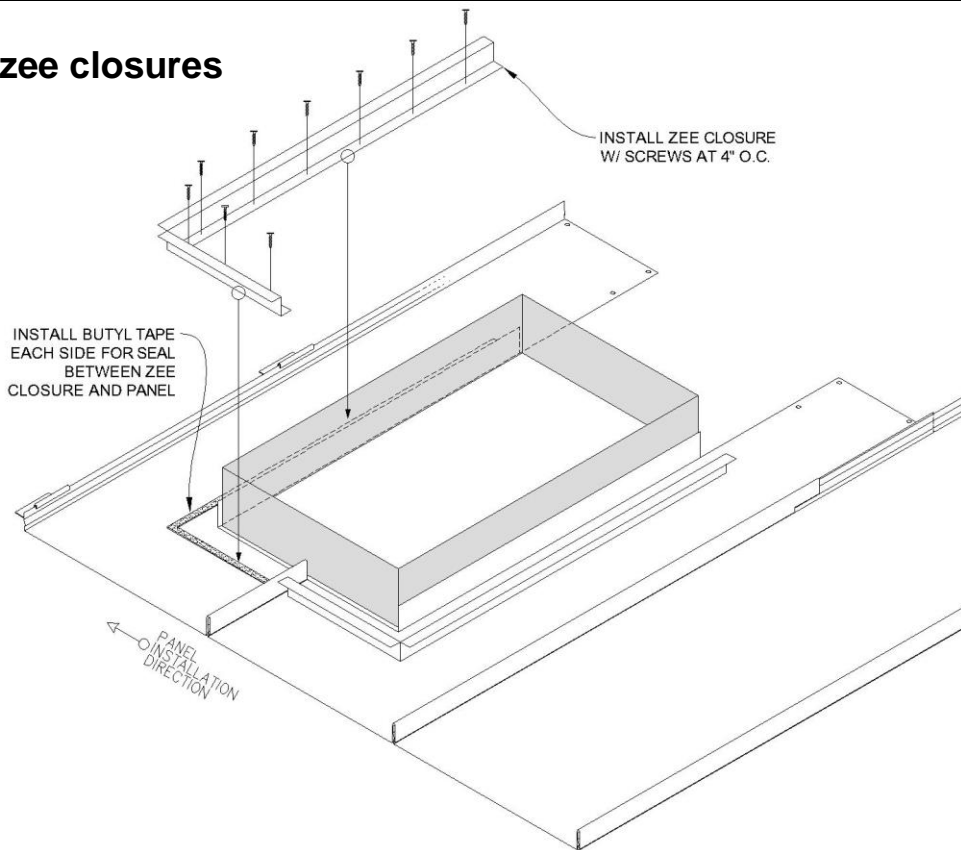 zee closures
INSTALL ZEE CLOSURE
W/ SCREWS AT 4" O.C.
INSTALL BUTYL TAPE
EACH SIDE FOR SEAL
BETWEEN ZEE
CLOSURE AND PANEL
PANEL
INSTALLATION
DIRECTION